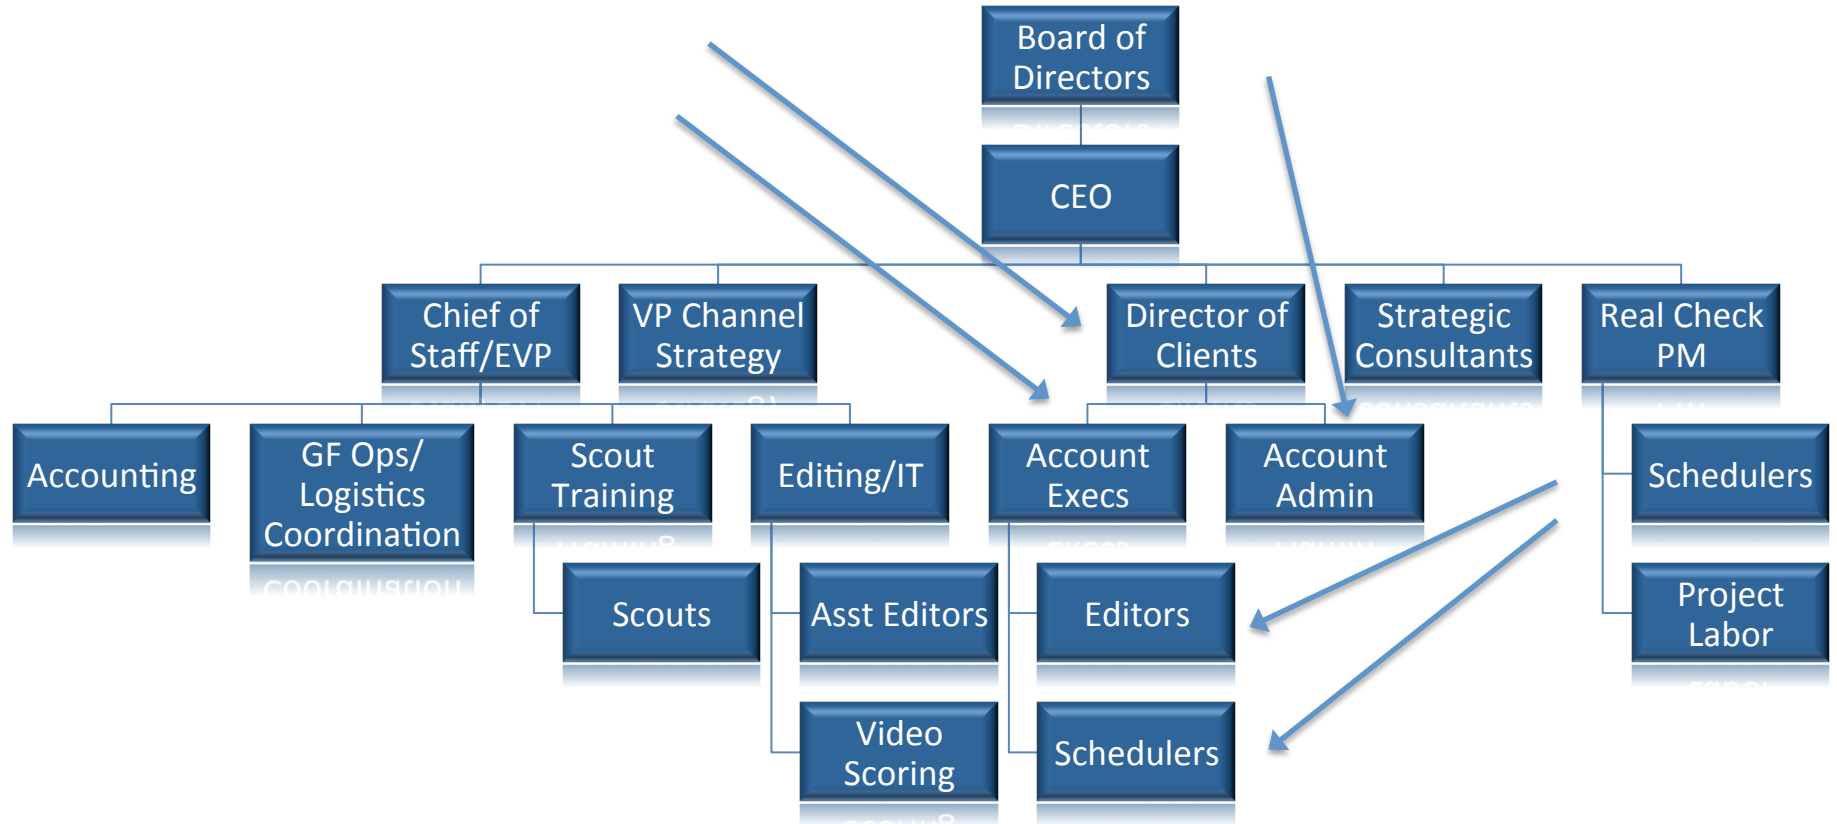 Board of
Directors
CEO
Chief of
Staff/EVP
VP Channel
Strategy
Director of
Clients
Strategic
Consultants
Real Check
PM
Accounting
GF Ops/
Logistics
Coordination
Scout
Training
Editing/IT
Account
Execs
Account
Admin
Schedulers
Scouts
Asst Editors
Editors
Project
Labor
Video
Scoring
Schedulers